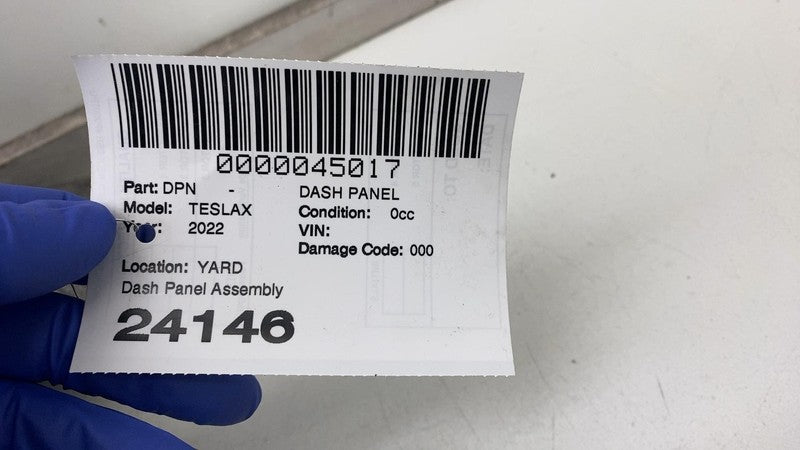 0000045017
Part: DPN - DASH PANEL
Model: TESLAX Condition: 0cc
Year: 2022 VIN:
Damage Code: 000
Location: YARD
Dash Panel Assembly
24146